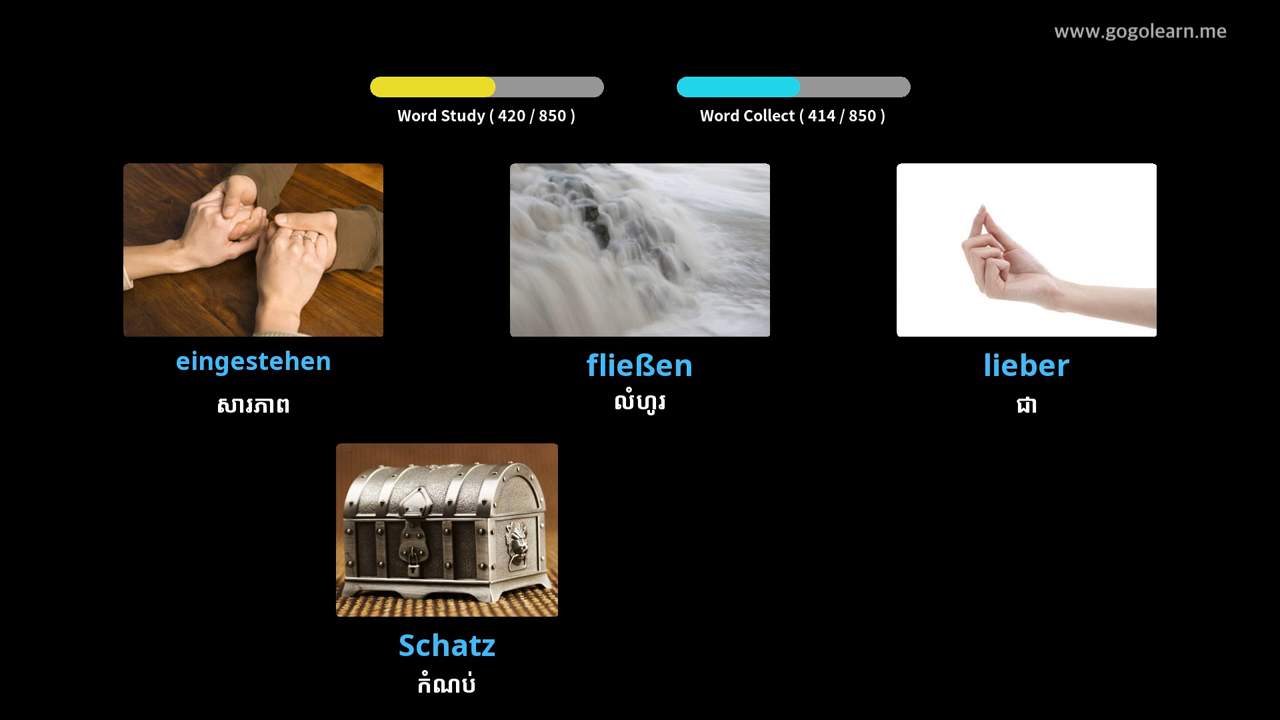 www.gogolearn.me
Word Study ( 420 / 850 )
Word Collect ( 414 / 850 )
eingestehen
សារភាព
fließen
លំហូរ
lieber
ជា
Schatz
កំណប់